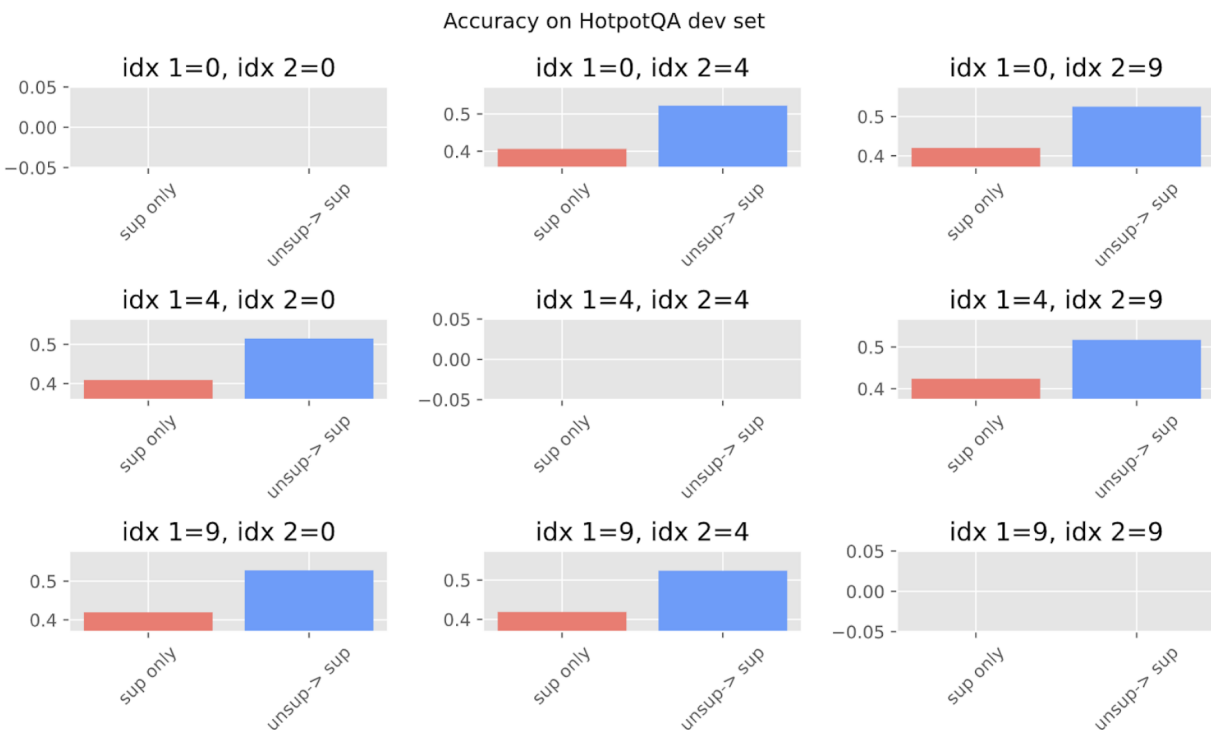 Accuracy on HotpotQA dev set
idx 1=0, idx 2=0
0.05
0.00
−0.05
sup only
unsup-> sup
idx 1=0, idx 2=4
0.5
0.4
sup only
unsup-> sup
idx 1=0, idx 2=9
0.5
0.4
sup only
unsup-> sup
idx 1=4, idx 2=0
0.5
0.4
sup only
unsup-> sup
idx 1=4, idx 2=4
0.05
0.00
−0.05
sup only
unsup-> sup
idx 1=4, idx 2=9
0.5
0.4
sup only
unsup-> sup
idx 1=9, idx 2=0
0.5
0.4
sup only
unsup-> sup
idx 1=9, idx 2=4
0.5
0.4
sup only
unsup-> sup
idx 1=9, idx 2=9
0.05
0.00
−0.05
sup only
unsup-> sup